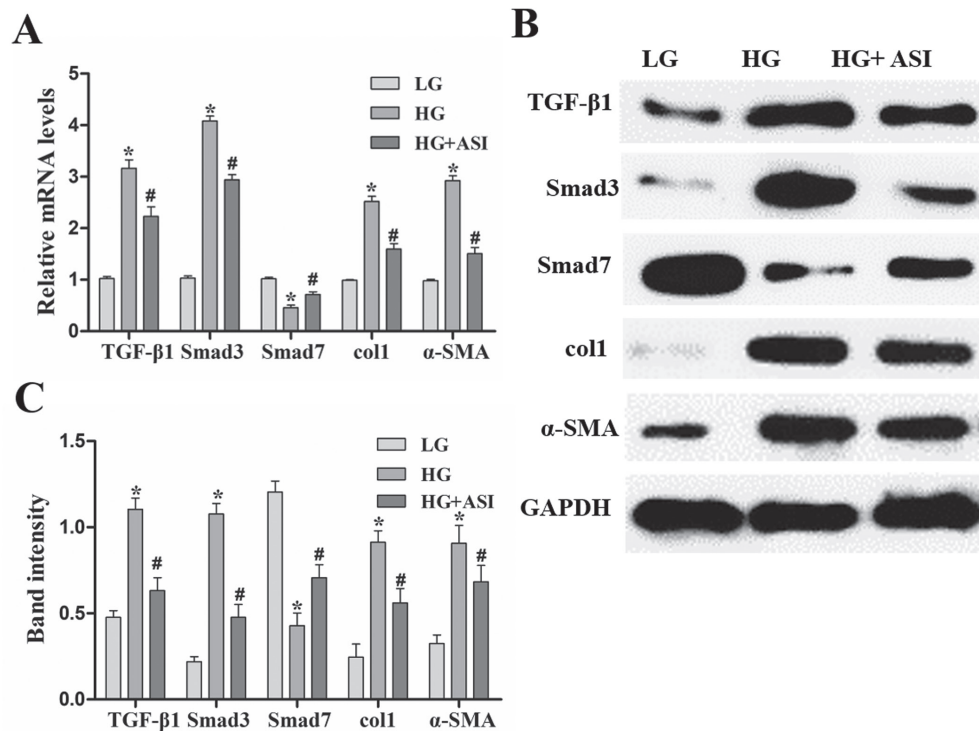 A
Relative mRNA levels
5
4
3
2
1
0
LG
HG
HG+ASI
*
#
*
#
*
#
*
#
*
#
TGF-β1 Smad3 Smad7 col1 α-SMA
B
LG HG HG+ ASI
TGF-β1
Smad3
Smad7
col1
α-SMA
GAPDH
C
Band intensity
1.5
1.0
0.5
0.0
LG
HG
HG+ASI
*
#
*
#
*
#
*
#
*
#
TGF-β1 Smad3 Smad7 col1 α-SMA